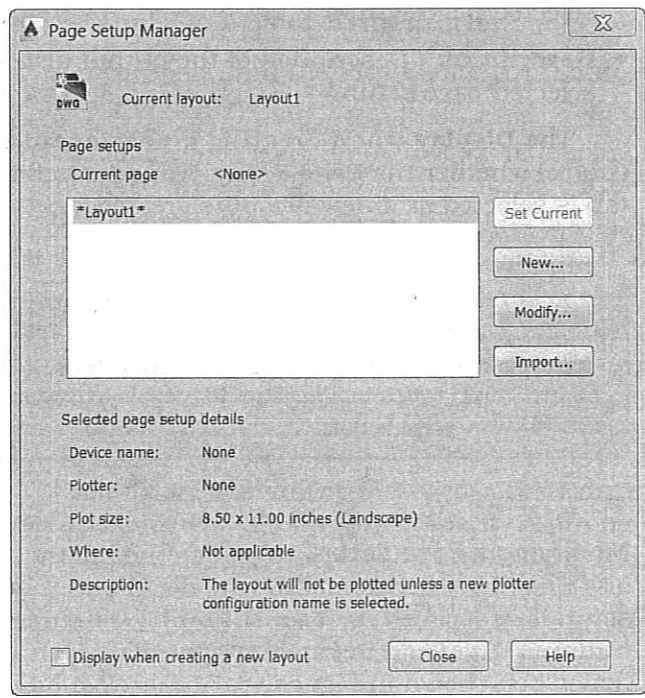 Page Setup Manager
DWG
Current layout: Layout1
Page setups
Current page <None>
*Layout1*
Set Current
New...
Modify...
Import...
Selected page setup details
Device name: None
Plotter: None
Plot size: 8.50 x 11.00 inches (Landscape)
Where: Not applicable
Description: The layout will not be plotted unless a new plotter
configuration name is selected.
Display when creating a new layout
Close
Help